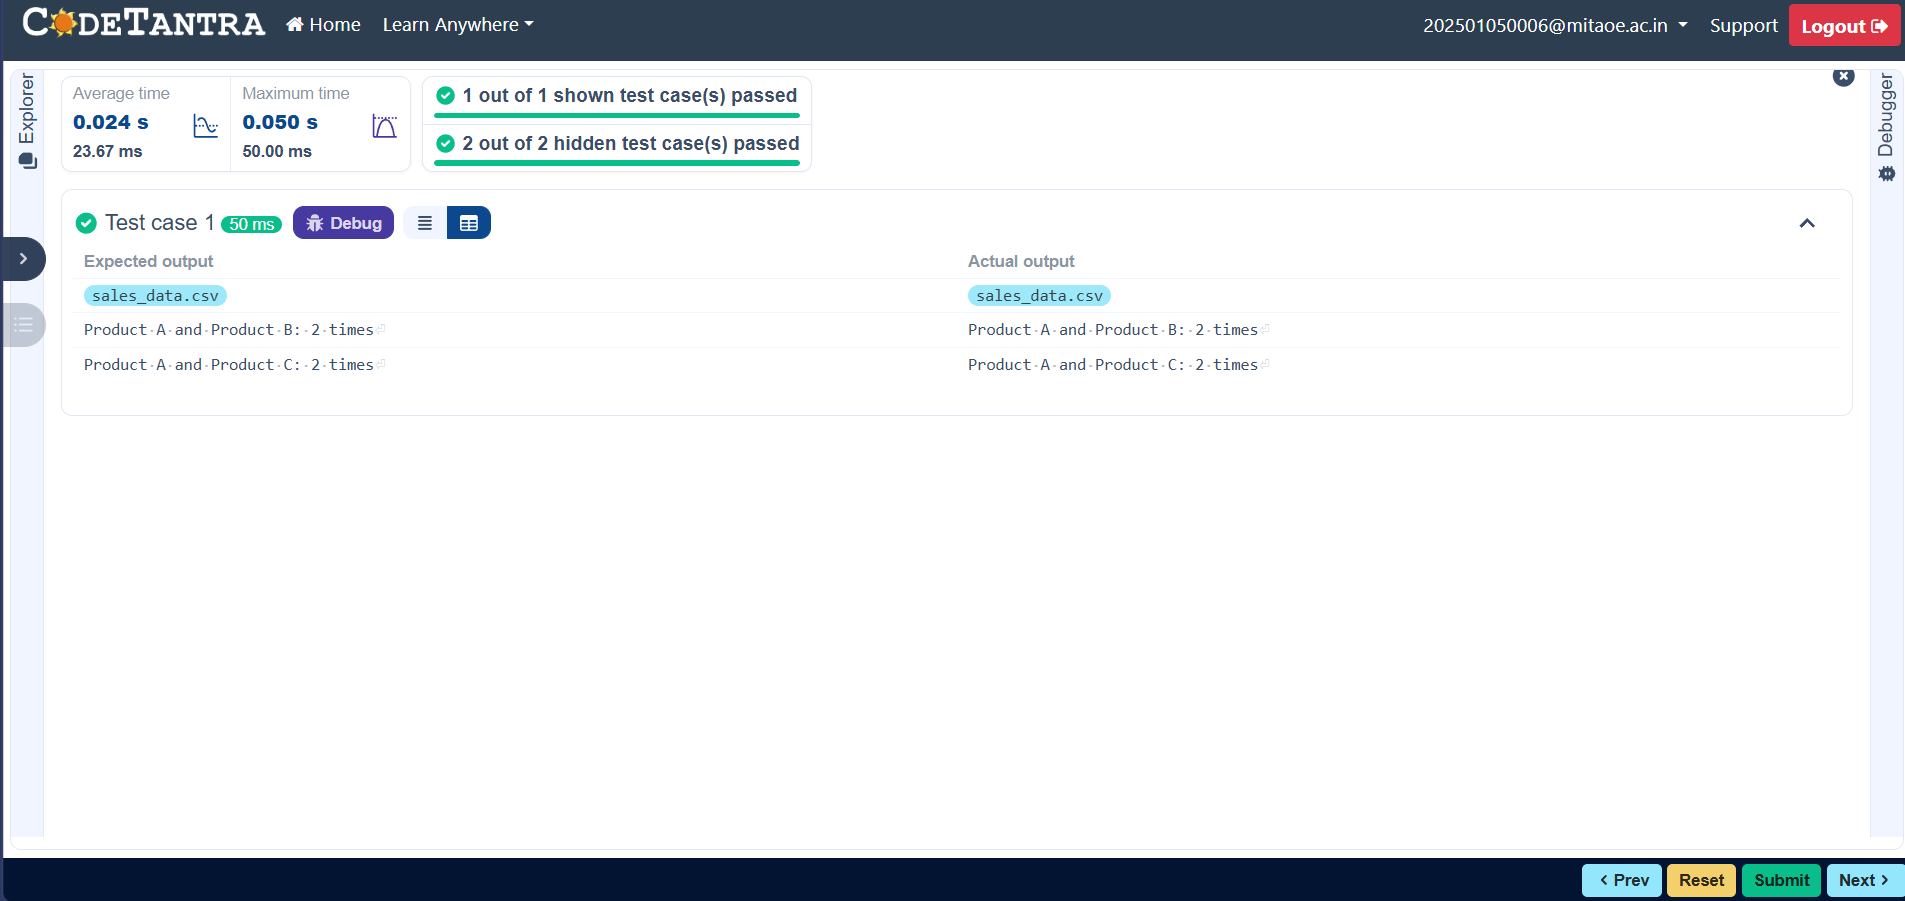 CODETANTRA Home Learn Anywhere 202501050006@mitaoe.ac.in Support Logout
Explorer
Average time
0.024 s
23.67 ms
Maximum time
0.050 s
50.00 ms
1 out of 1 shown test case(s) passed
2 out of 2 hidden test case(s) passed
Debugger
Test case 1 50 ms Debug
Expected output Actual output
sales_data.csv sales_data.csv
Product·A·and·Product·B:·2·times⏎ Product·A·and·Product·B:·2·times⏎
Product·A·and·Product·C:·2·times⏎ Product·A·and·Product·C:·2·times⏎
Prev Reset Submit Next